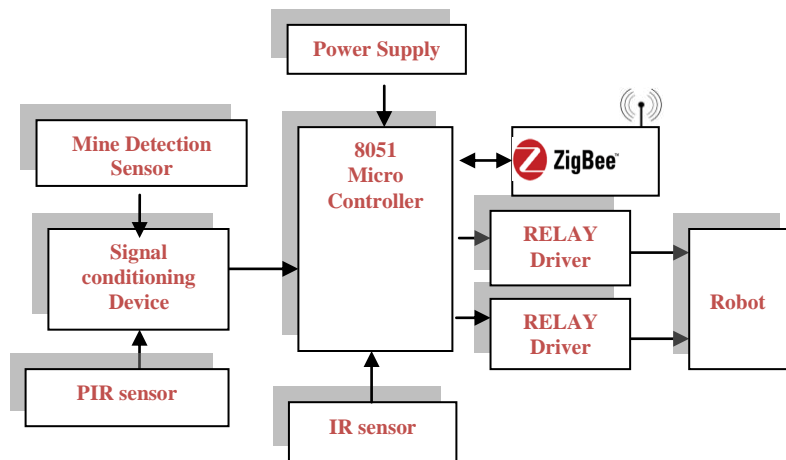 Power Supply
Mine Detection
Sensor
8051
Micro
Controller
ZigBee™
Signal
conditioning
Device
RELAY
Driver
RELAY
Driver
Robot
PIR sensor
IR sensor